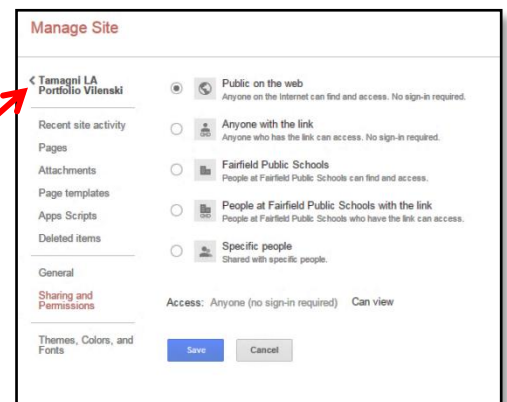 Manage Site
Tamagni LA
Portfolio Vilenski
Recent site activity
Pages
Attachments
Page templates
Apps Scripts
Deleted items
General
Sharing and
Permissions
Themes, Colors, and
Fonts
Public on the web
Anyone on the Internet can find and access. No sign-in required.
Anyone with the link
Anyone who has the link can access. No sign-in required.
Fairfield Public Schools
People at Fairfield Public Schools can find and access.
People at Fairfield Public Schools with the link
People at Fairfield Public Schools who have the link can access.
Specific people
Shared with specific people.
Access: Anyone (no sign-in required) Can view
Save Cancel